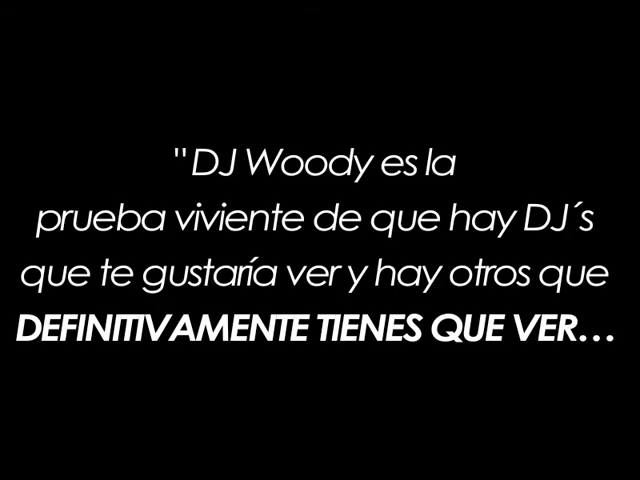 "DJ Woody es la
prueba viviente de que hay DJ´s
que te gustaría ver y hay otros que
DEFINITIVAMENTE TIENES QUE VER...